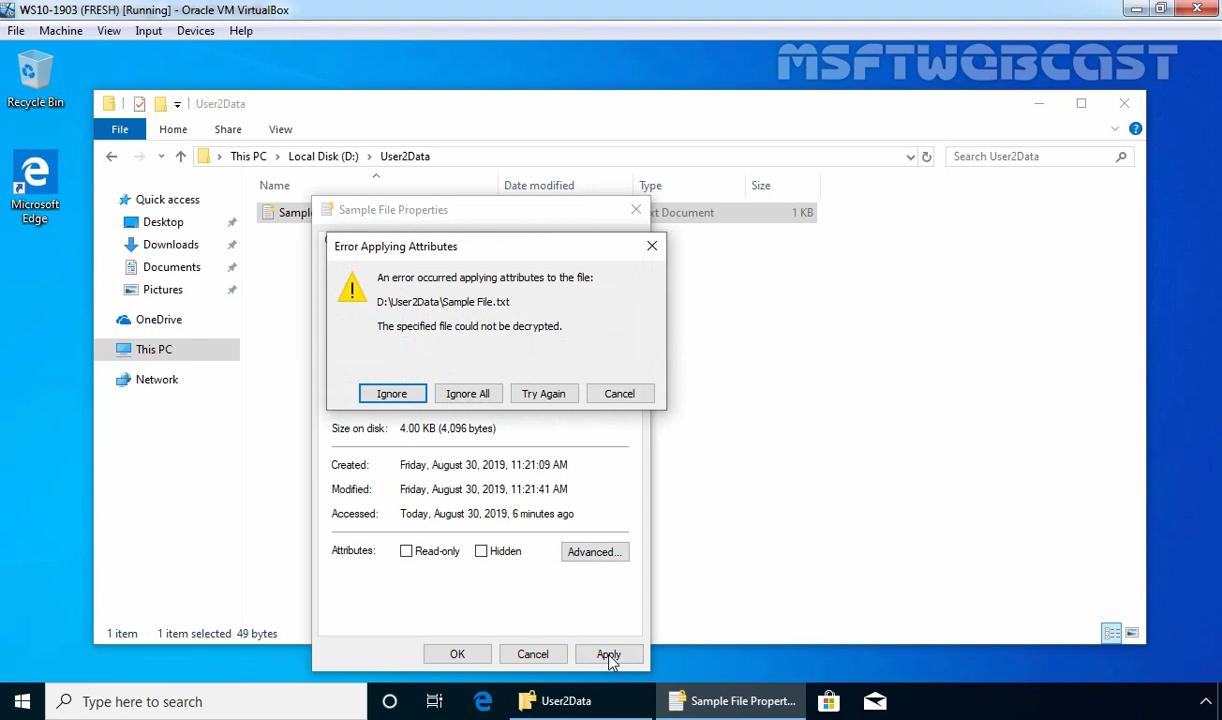 WS10-1903 (FRESH) [Running] - Oracle VM VirtualBox
File Machine View Input Devices Help
MSFTWEBCAST
Recycle Bin
User2Data
File Home Share View
This PC Local Disk (D:) User2Data
Search User2Data
Name Date modified Type Size
Quick access
Sample File Properties
Sampl
xt Document 1 KB
Microsoft
Edge
Desktop
Downloads
Documents
Pictures
OneDrive
This PC
Network
Error Applying Attributes
An error occurred applying attributes to the file:
D:\User2Data\Sample File.txt
The specified file could not be decrypted.
Ignore Ignore All Try Again Cancel
Size on disk: 4.00 KB (4,096 bytes)
Created: Friday, August 30, 2019, 11:21:09 AM
Modified: Friday, August 30, 2019, 11:21:41 AM
Accessed: Today, August 30, 2019, 6 minutes ago
Attributes: Read-only Hidden Advanced...
1 item 1 item selected 49 bytes
OK Cancel Apply
Type here to search
User2Data
Sample File Propert...